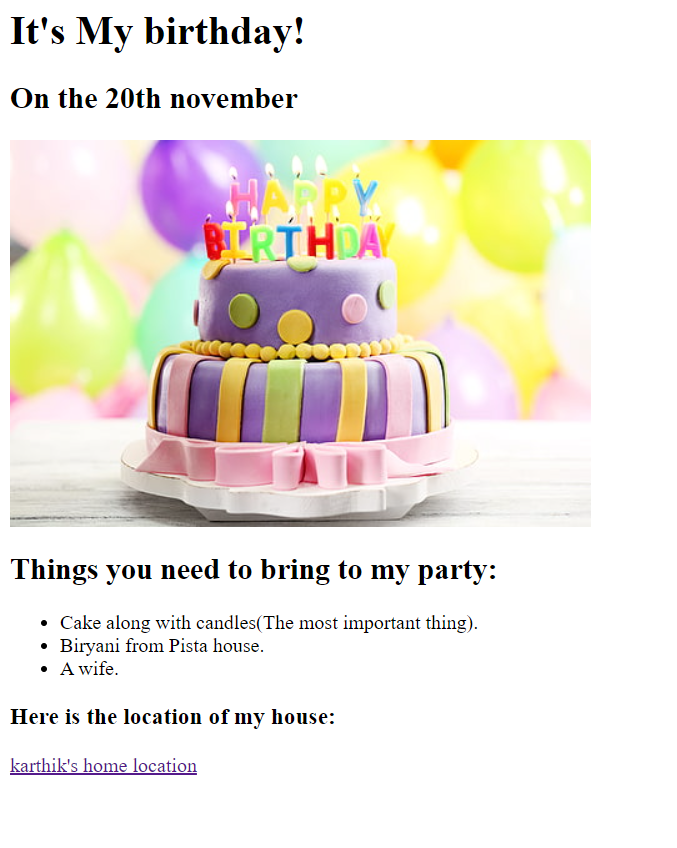 It's My birthday!
On the 20th november
HAPPY
BIRTHDAY
Things you need to bring to my party:
Cake along with candles(The most important thing).
Biryani from Pista house.
A wife.
Here is the location of my house:
karthik's home location